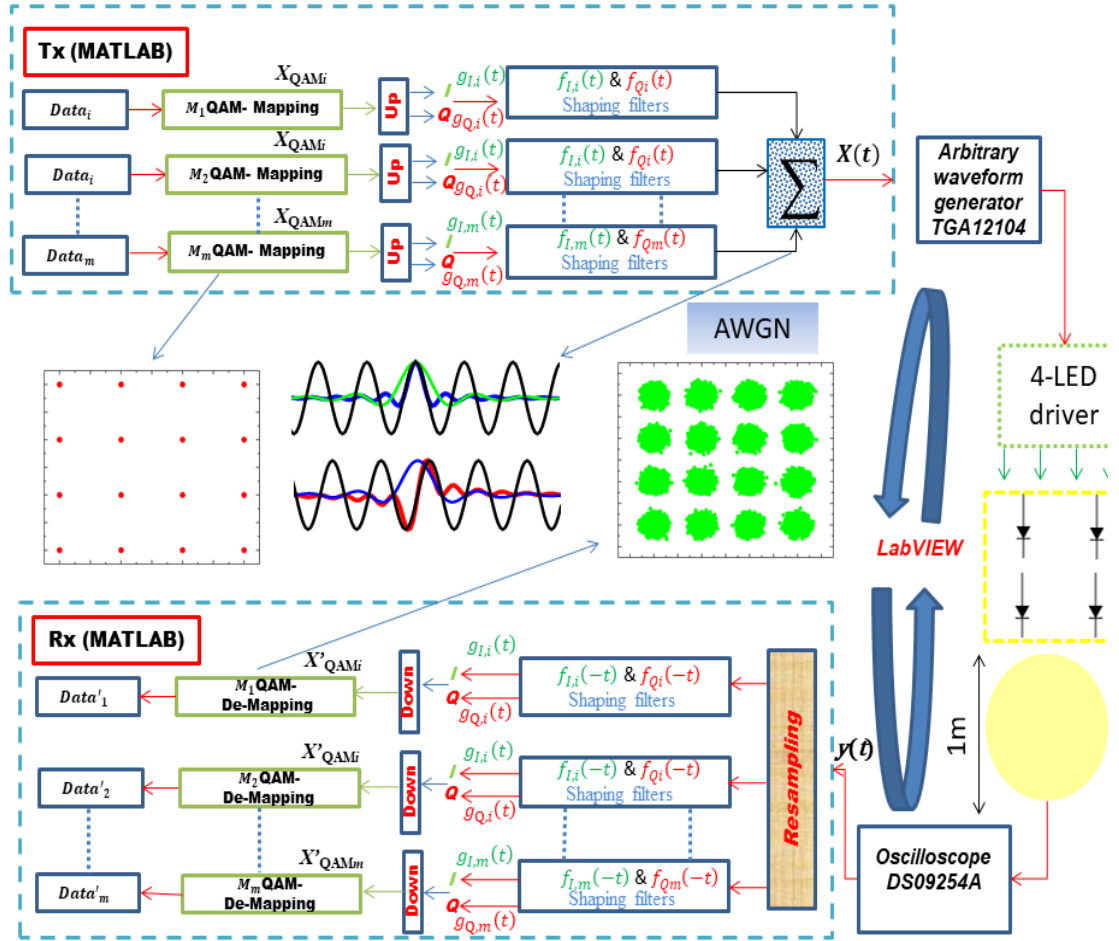 Tx (MATLAB)
X_QAMi
Data_i
M_1QAM- Mapping
Up
I
g_I,i(t)
Q g_Q,i(t)
f_I,i(t) & f_Qi(t)
Shaping filters
X_QAMi
Data_i
M_2QAM- Mapping
Up
I
g_I,i(t)
Q g_Q,i(t)
f_I,i(t) & f_Qi(t)
Shaping filters
X_QAMm
Data_m
M_mQAM- Mapping
Up
I
g_I,m(t)
Q
g_Q,m(t)
f_I,m(t) & f_Qm(t)
Shaping filters
∑
X(t)
Arbitrary
waveform
generator
TGA12104
AWGN
4-LED
driver
LabVIEW
1m
Oscilloscope
DS09254A
y(t)
Resampling
Rx (MATLAB)
X'_QAMi
Data'_1
M_1QAM-
De-Mapping
Down
I
g_I,i(t)
Q
g_Q,i(t)
f_I,i(−t) & f_Qi(−t)
Shaping filters
X'_QAMi
Data'_2
M_2QAM-
De-Mapping
Down
I
g_I,i(t)
Q
g_Q,i(t)
f_I,i(−t) & f_Qi(−t)
Shaping filters
X'_QAMm
Data'_m
M_mQAM-
De-Mapping
Down
I
g_I,m(t)
Q
g_Q,m(t)
f_I,m(−t) & f_Qm(−t)
Shaping filters